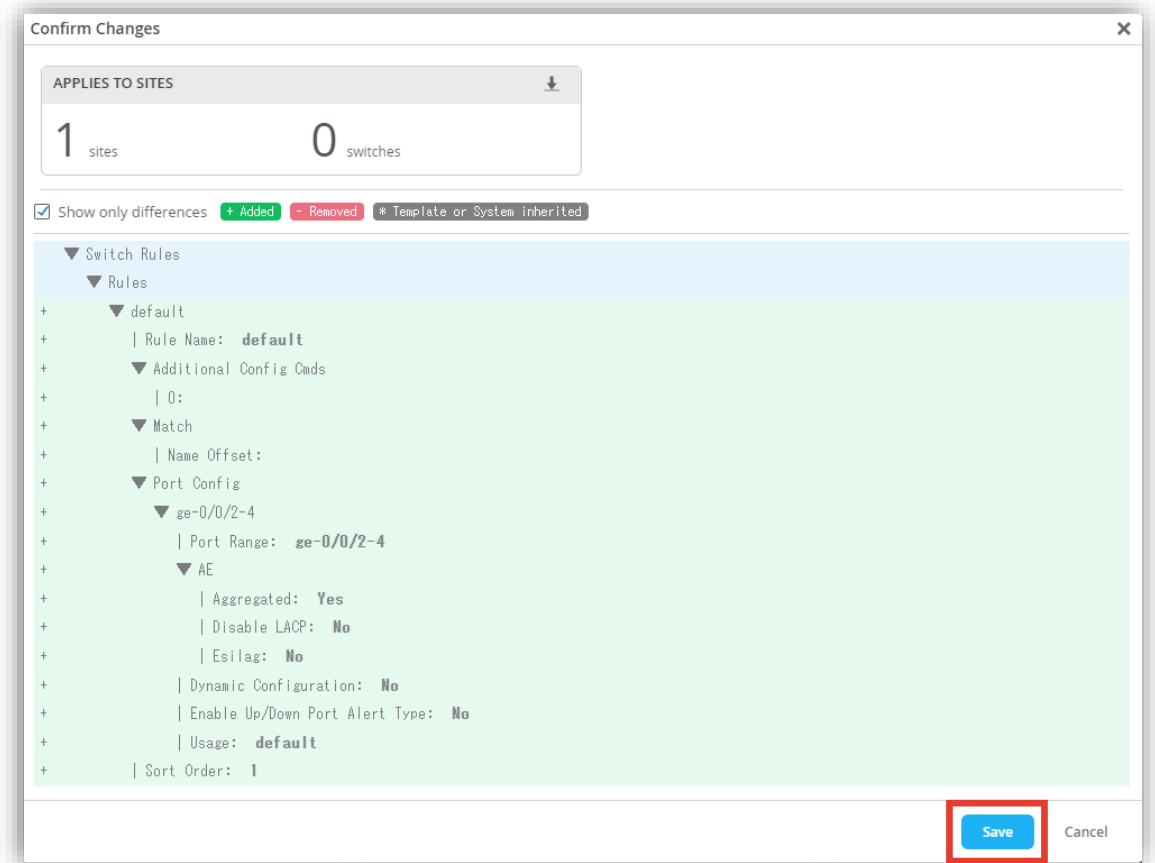 Confirm Changes ×
APPLIES TO SITES
1 sites 0 switches
Show only differences + Added - Removed * Template or System inherited
▼ Switch Rules
▼ Rules
+ ▼ default
+ | Rule Name: default
+ ▼ Additional Config Cmds
+ | 0:
+ ▼ Match
+ | Name Offset:
+ ▼ Port Config
+ ▼ ge-0/0/2-4
+ | Port Range: ge-0/0/2-4
+ ▼ AE
+ | Aggregated: Yes
+ | Disable LACP: No
+ | Esilag: No
+ | Dynamic Configuration: No
+ | Enable Up/Down Port Alert Type: No
+ | Usage: default
+ | Sort Order: 1
Save Cancel